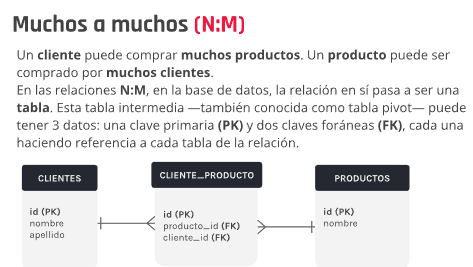 Muchos a muchos (N:M)
Un cliente puede comprar muchos productos. Un producto puede ser
comprado por muchos clientes.
En las relaciones N:M, en la base de datos, la relación en sí pasa a ser una
tabla. Esta tabla intermedia —también conocida como tabla pivot— puede
tener 3 datos: una clave primaria (PK) y dos claves foráneas (FK), cada una
haciendo referencia a cada tabla de la relación.
CLIENTES
id (PK)
nombre
apellido
CLIENTE_PRODUCTO
id (PK)
producto_id (FK)
cliente_id (FK)
PRODUCTOS
id (PK)
nombre